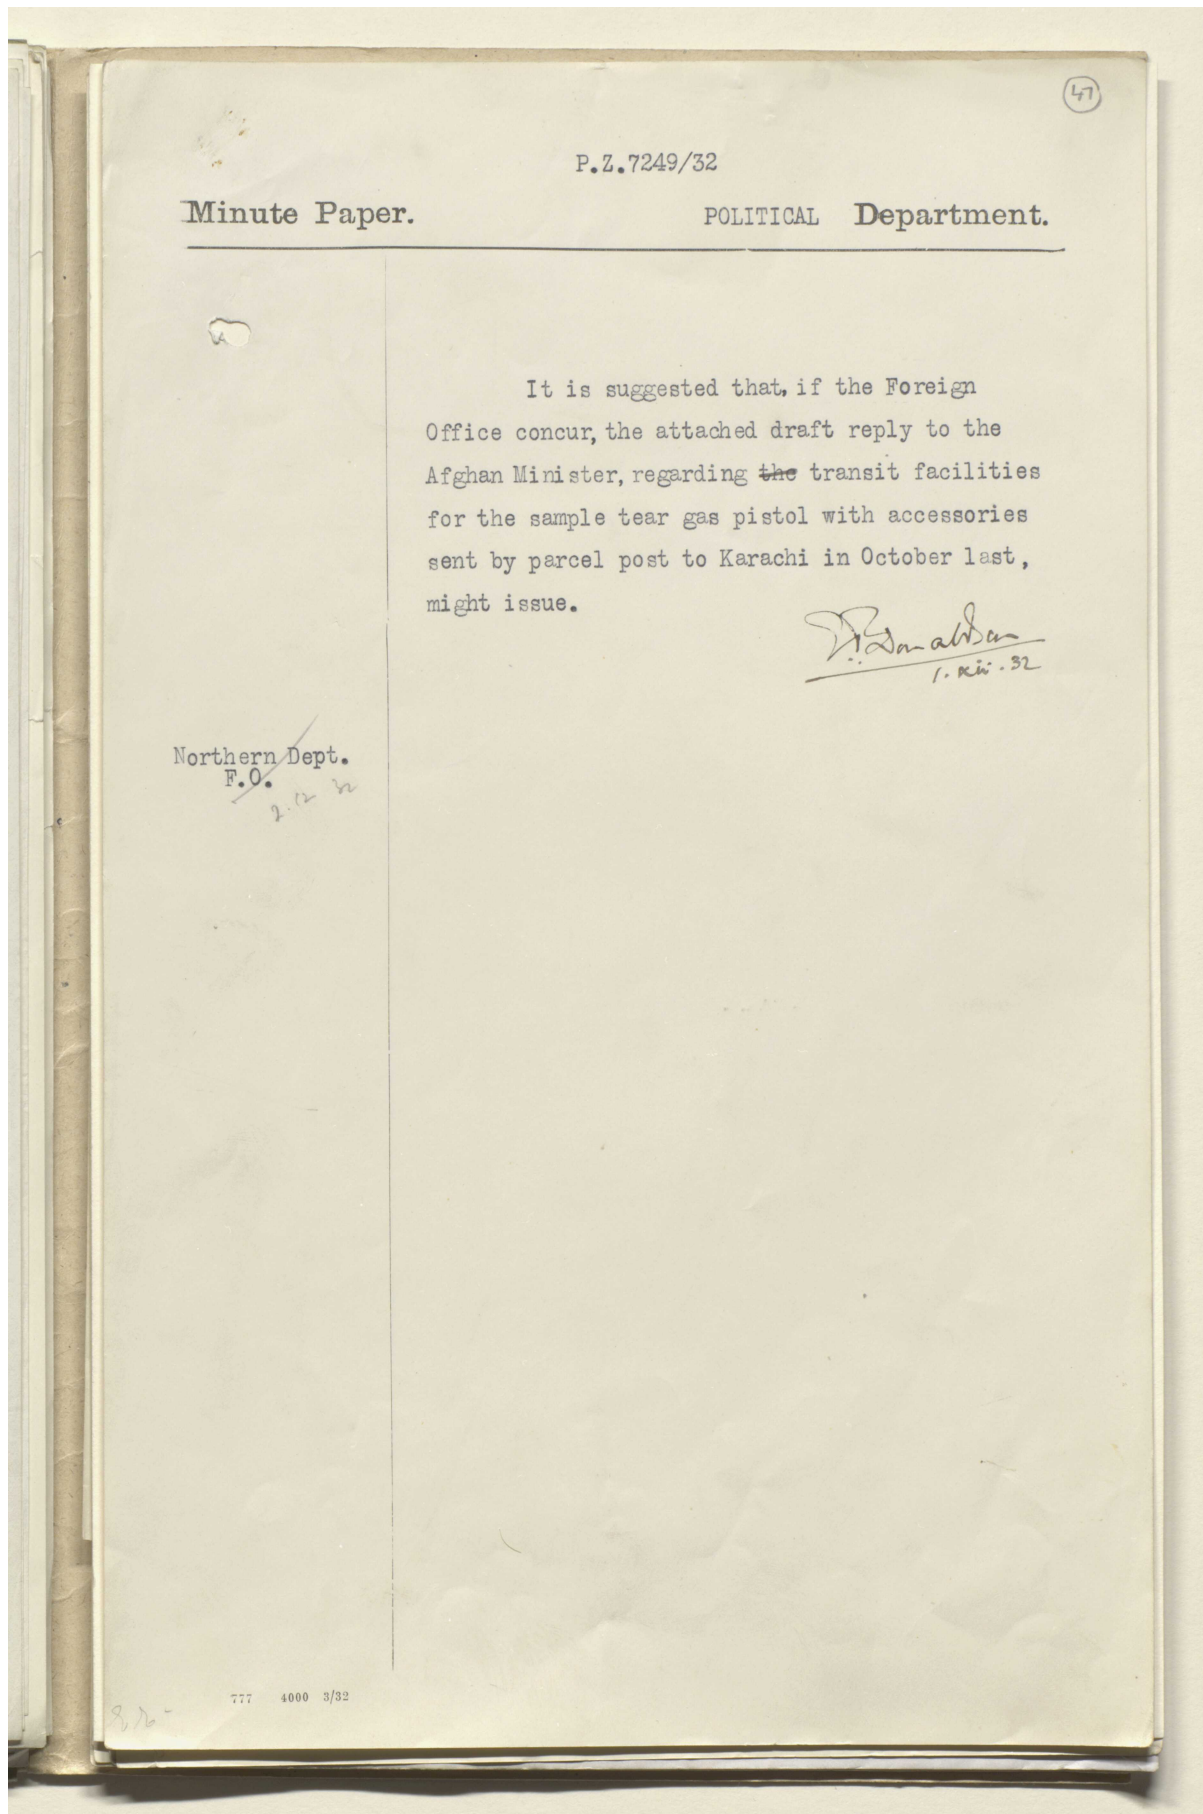 47
P.Z.7249/32
Minute Paper. POLITICAL Department.
It is suggested that, if the Foreign
Office concur, the attached draft reply to the
Afghan Minister, regarding the transit facilities
for the sample tear gas pistol with accessories
sent by parcel post to Karachi in October last,
might issue.
Donaldson
1.xii.32
Northern Dept.
F.O.
2.12 32
777 4000 3/32